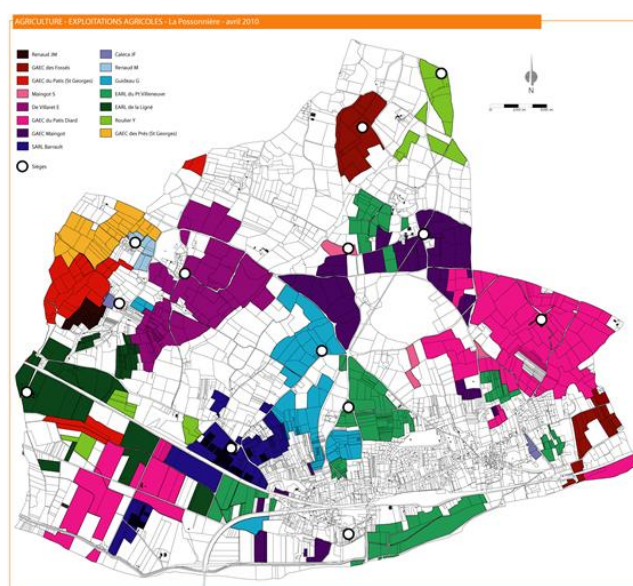 AGRICULTURE - EXPLOITATIONS AGRICOLES - La Possonnière - avril 2010
Renaud JM
GAEC des Fossés
GAEC du Patis (St Georges)
Maingot S
De Villaret E
GAEC du Patis Diard
GAEC Maingot
SARL Barrault
Sièges
Caleca JF
Renaud M
Guideau G
EARL du Pt Villeneuve
EARL de la Ligné
Roulier Y
GAEC des Prés (St Georges)
N
0